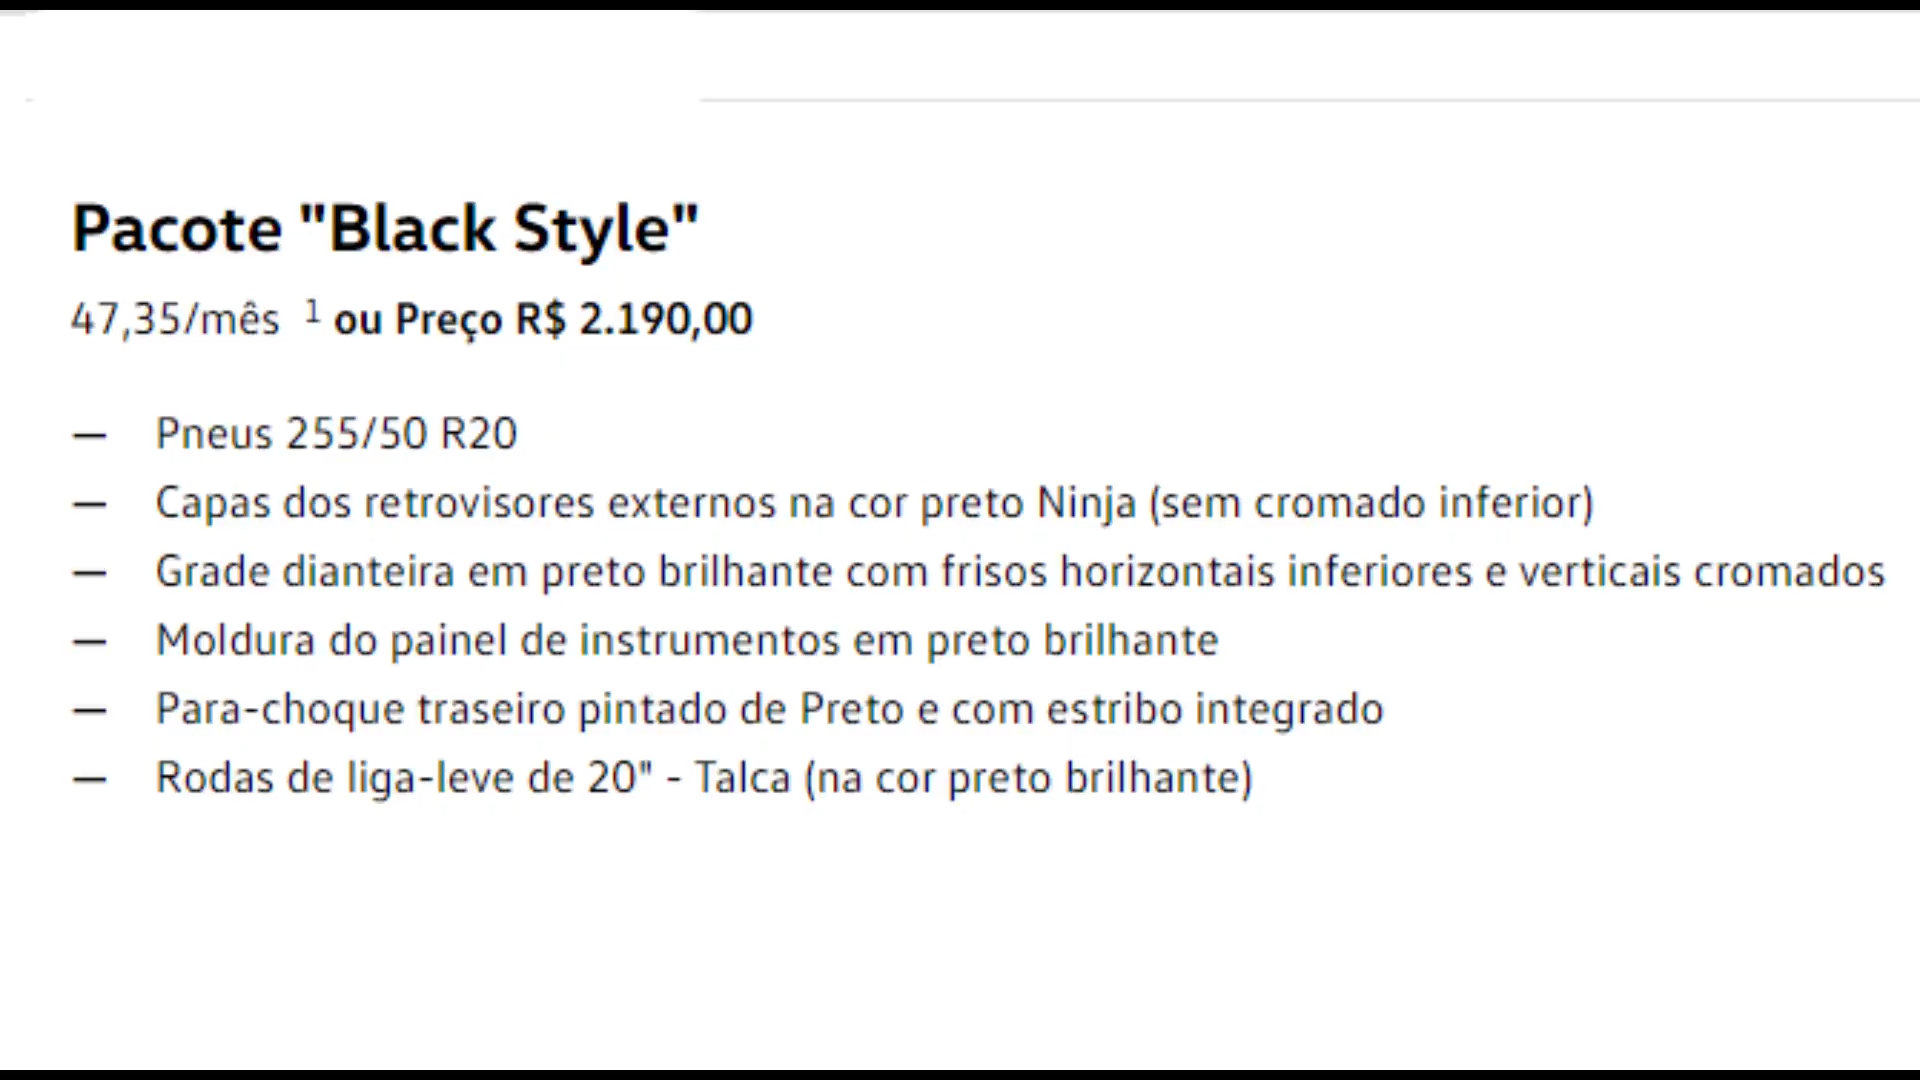 Pacote "Black Style"
47,35/mês ¹ ou Preço R$ 2.190,00
— Pneus 255/50 R20
— Capas dos retrovisores externos na cor preto Ninja (sem cromado inferior)
— Grade dianteira em preto brilhante com frisos horizontais inferiores e verticais cromados
— Moldura do painel de instrumentos em preto brilhante
— Para-choque traseiro pintado de Preto e com estribo integrado
— Rodas de liga-leve de 20" - Talca (na cor preto brilhante)